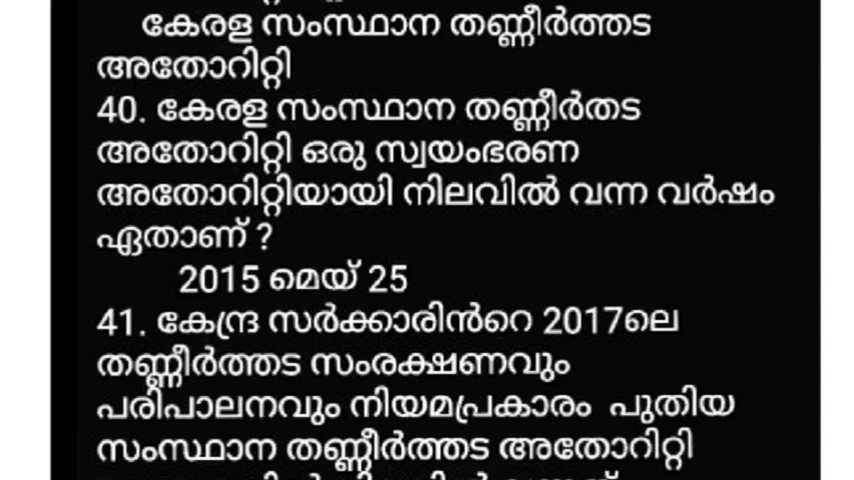 കേരള സംസ്ഥാന തണ്ണീർത്തട
അതോറിറ്റി
40. കേരള സംസ്ഥാന തണ്ണീർതട
അതോറിറ്റി ഒരു സ്വയംഭരണ
അതോറിറ്റിയായി നിലവിൽ വന്ന വർഷം
ഏതാണ് ?
2015 മെയ് 25
41. കേന്ദ്ര സർക്കാരിൻറെ 2017ലെ
തണ്ണീർത്തട സംരക്ഷണവും
പരിപാലനവും നിയമപ്രകാരം പുതിയ
സംസ്ഥാന തണ്ണീർത്തട അതോറിറ്റി